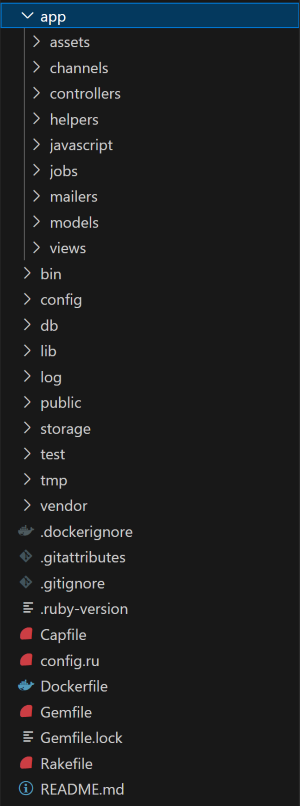 app
assets
channels
controllers
helpers
javascript
jobs
mailers
models
views
bin
config
db
lib
log
public
storage
test
tmp
vendor
.dockerignore
.gitattributes
.gitignore
.ruby-version
Capfile
config.ru
Dockerfile
Gemfile
Gemfile.lock
Rakefile
README.md